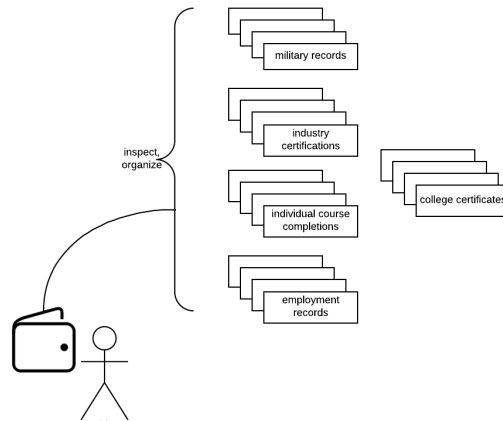 military records
inspect,
organize
industry
certifications
college certificates
individual course
completions
employment
records